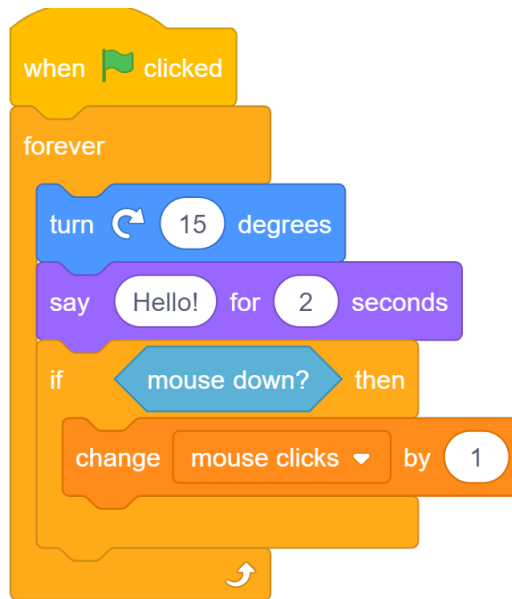 when clicked
forever
turn 15 degrees
say Hello! for 2 seconds
if mouse down? then
change mouse clicks by 1